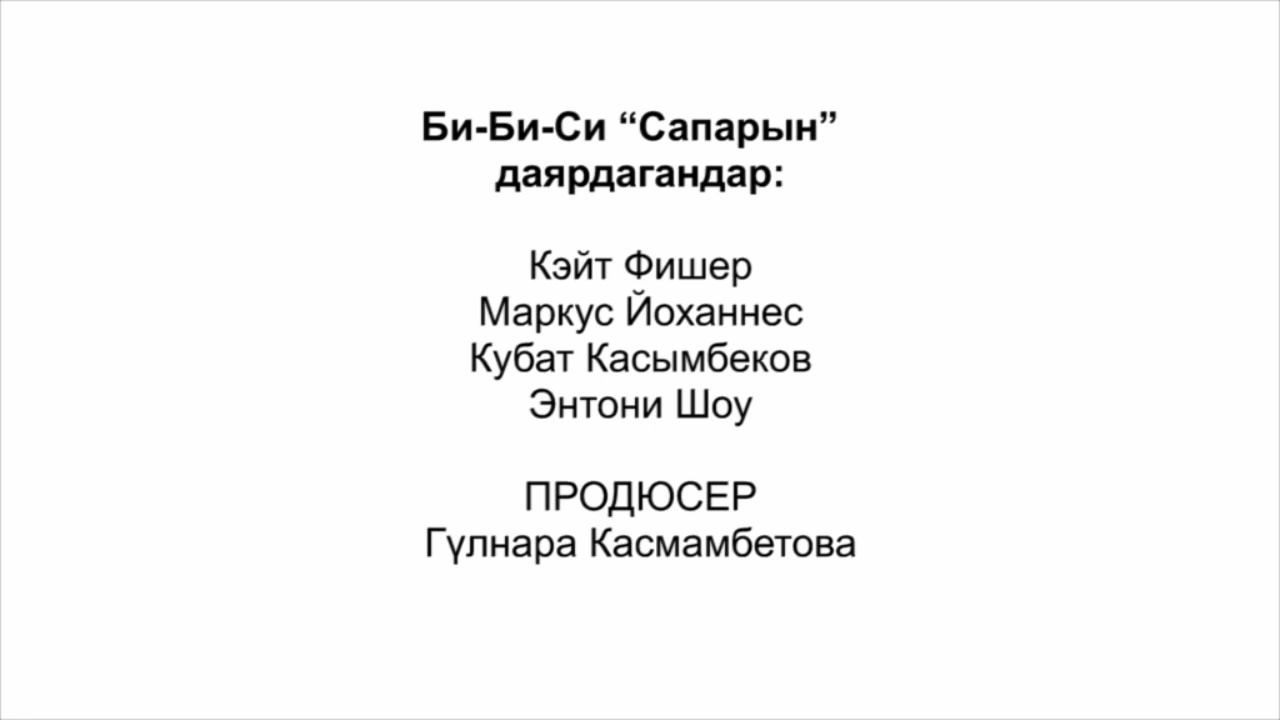 Би-Би-Си “Сапарын”
даярдагандар:
Кэйт Фишер
Маркус Йоханнес
Кубат Касымбеков
Энтони Шоу
ПРОДЮСЕР
Гүлнара Касмамбетова